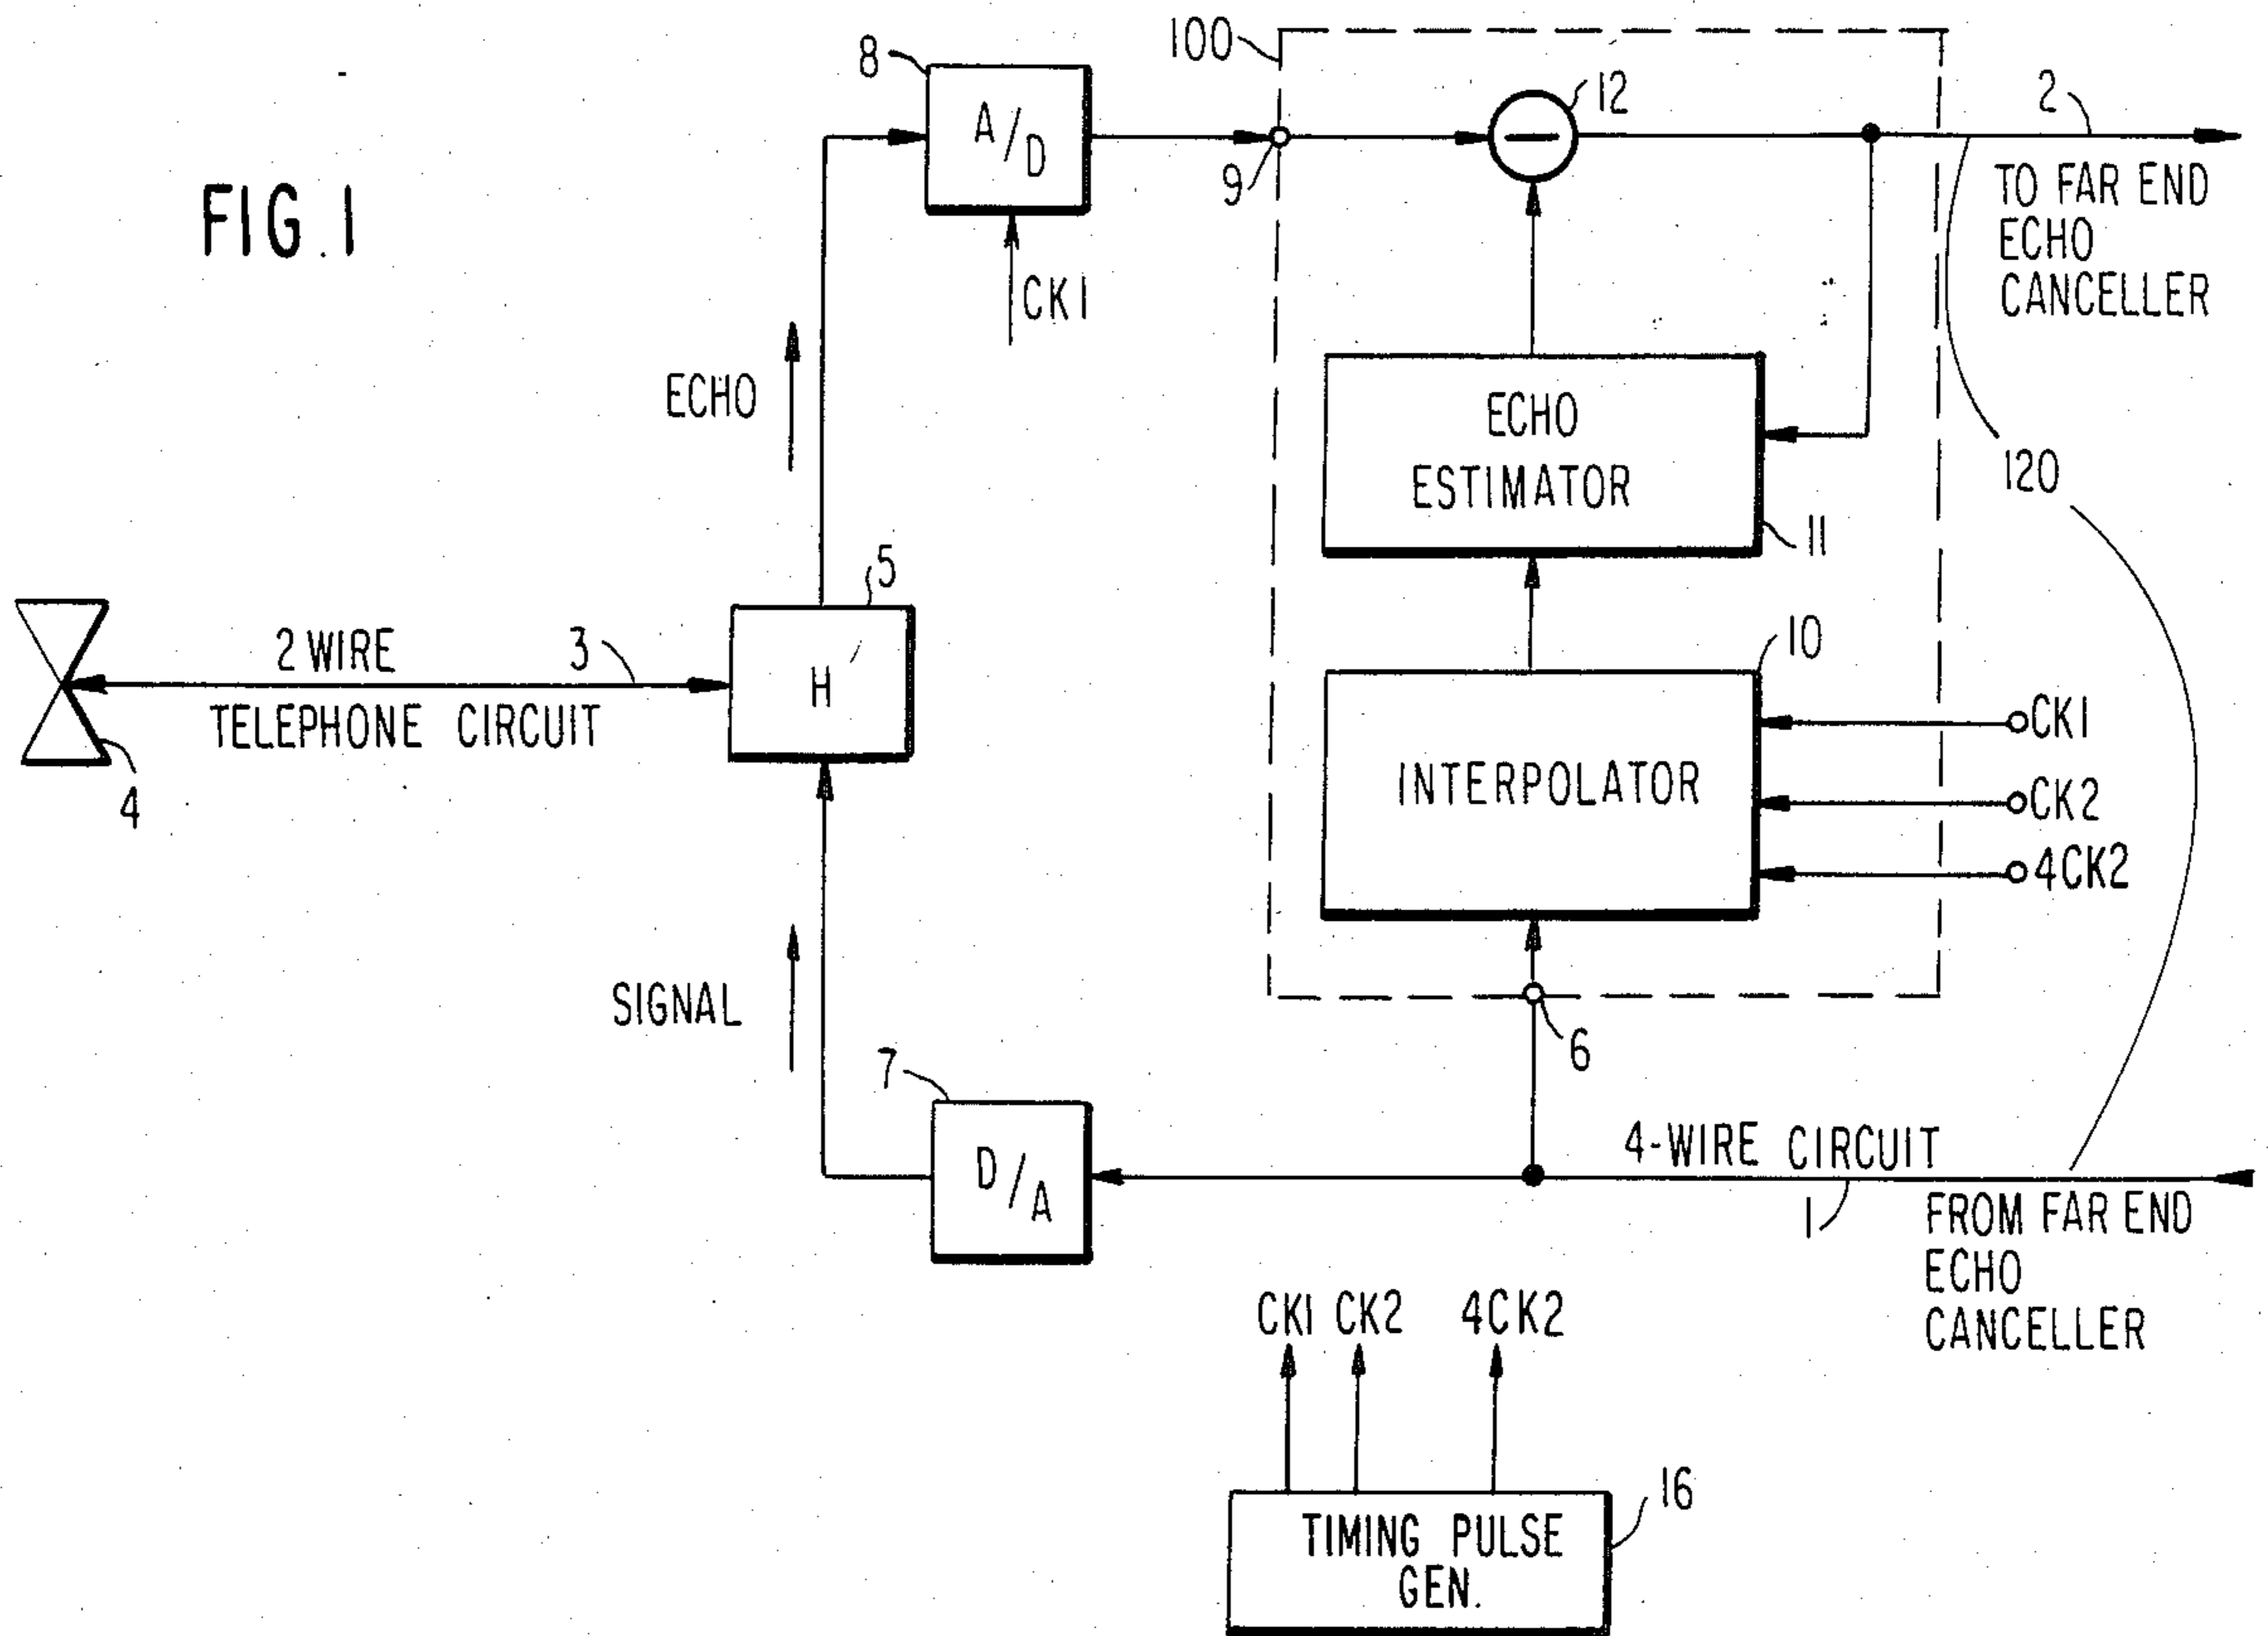 FIG. 1
8
A/D
CK1
100
9
12
2
TO FAR END
ECHO
CANCELLER
ECHO
ECHO
ESTIMATOR
11
120
5
H
2 WIRE
3
TELEPHONE CIRCUIT
4
10
INTERPOLATOR
CK1
CK2
4CK2
SIGNAL
6
7
D/A
4-WIRE CIRCUIT
1
FROM FAR END
ECHO
CANCELLER
CK1 CK2 4CK2
16
TIMING PULSE
GEN.